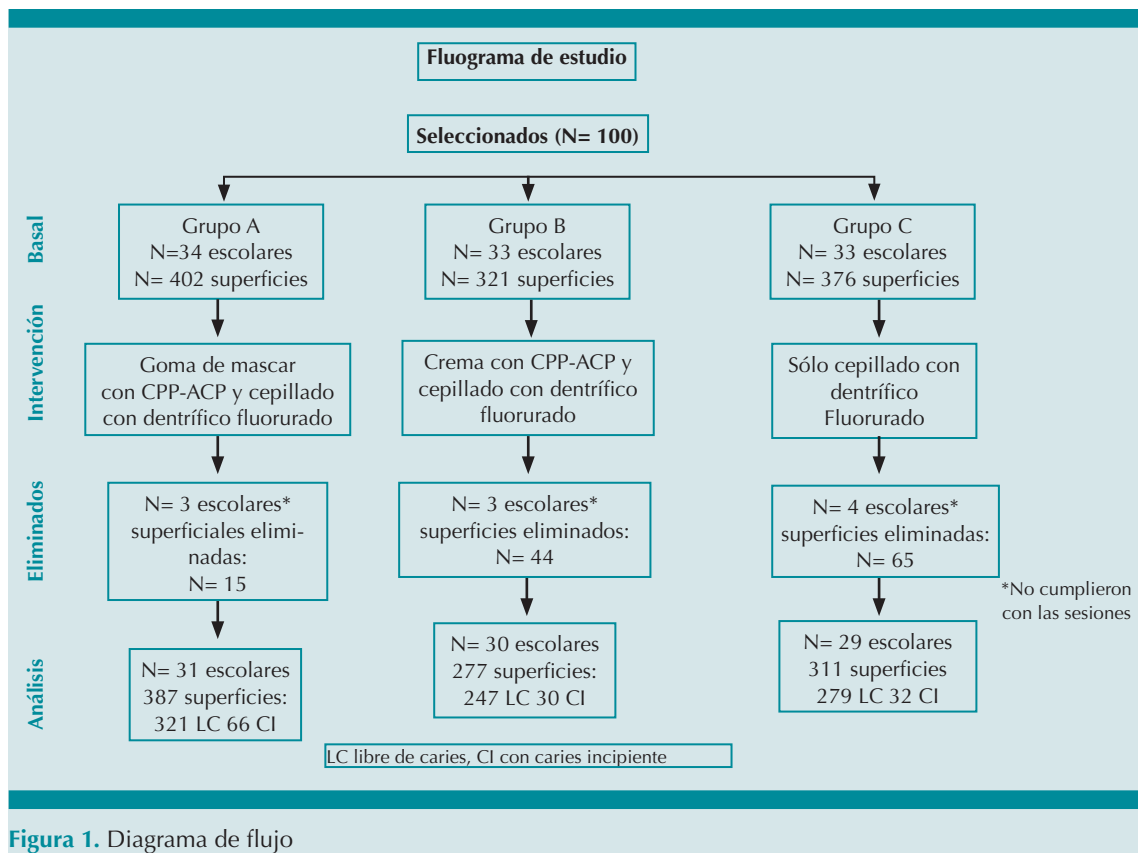 Fluograma de estudio
Seleccionados (N= 100)
Basal
Grupo A
N=34 escolares
N= 402 superficies
Grupo B
N= 33 escolares
N= 321 superficies
Grupo C
N= 33 escolares
N= 376 superficies
Intervención
Goma de mascar
con CPP-ACP y cepillado
con dentrífico fluorurado
Crema con CPP-ACP y
cepillado con dentrífico
fluorurado
Sólo cepillado con
dentrífico
Fluorurado
Eliminados
N= 3 escolares*
superficiales elimi-
nadas:
N= 15
N= 3 escolares*
superficies eliminados:
N= 44
N= 4 escolares*
superficies eliminadas:
N= 65
*No cumplieron
con las sesiones
Análisis
N= 31 escolares
387 superficies:
321 LC 66 CI
N= 30 escolares
277 superficies:
247 LC 30 CI
N= 29 escolares
311 superficies
279 LC 32 CI
LC libre de caries, CI con caries incipiente
Figura 1. Diagrama de flujo